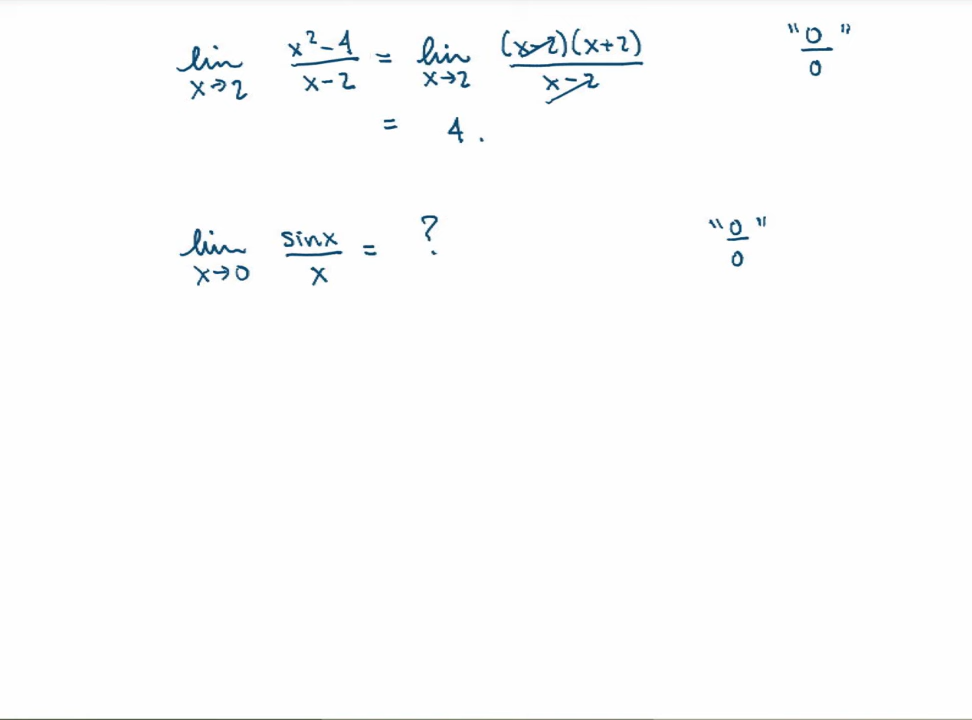 lim x→2 x²-4 / x-2 = lim x→2 (x-2)(x+2) / x-2 "0/0"
= 4.
lim x→0 sinx / x = ? "0/0"